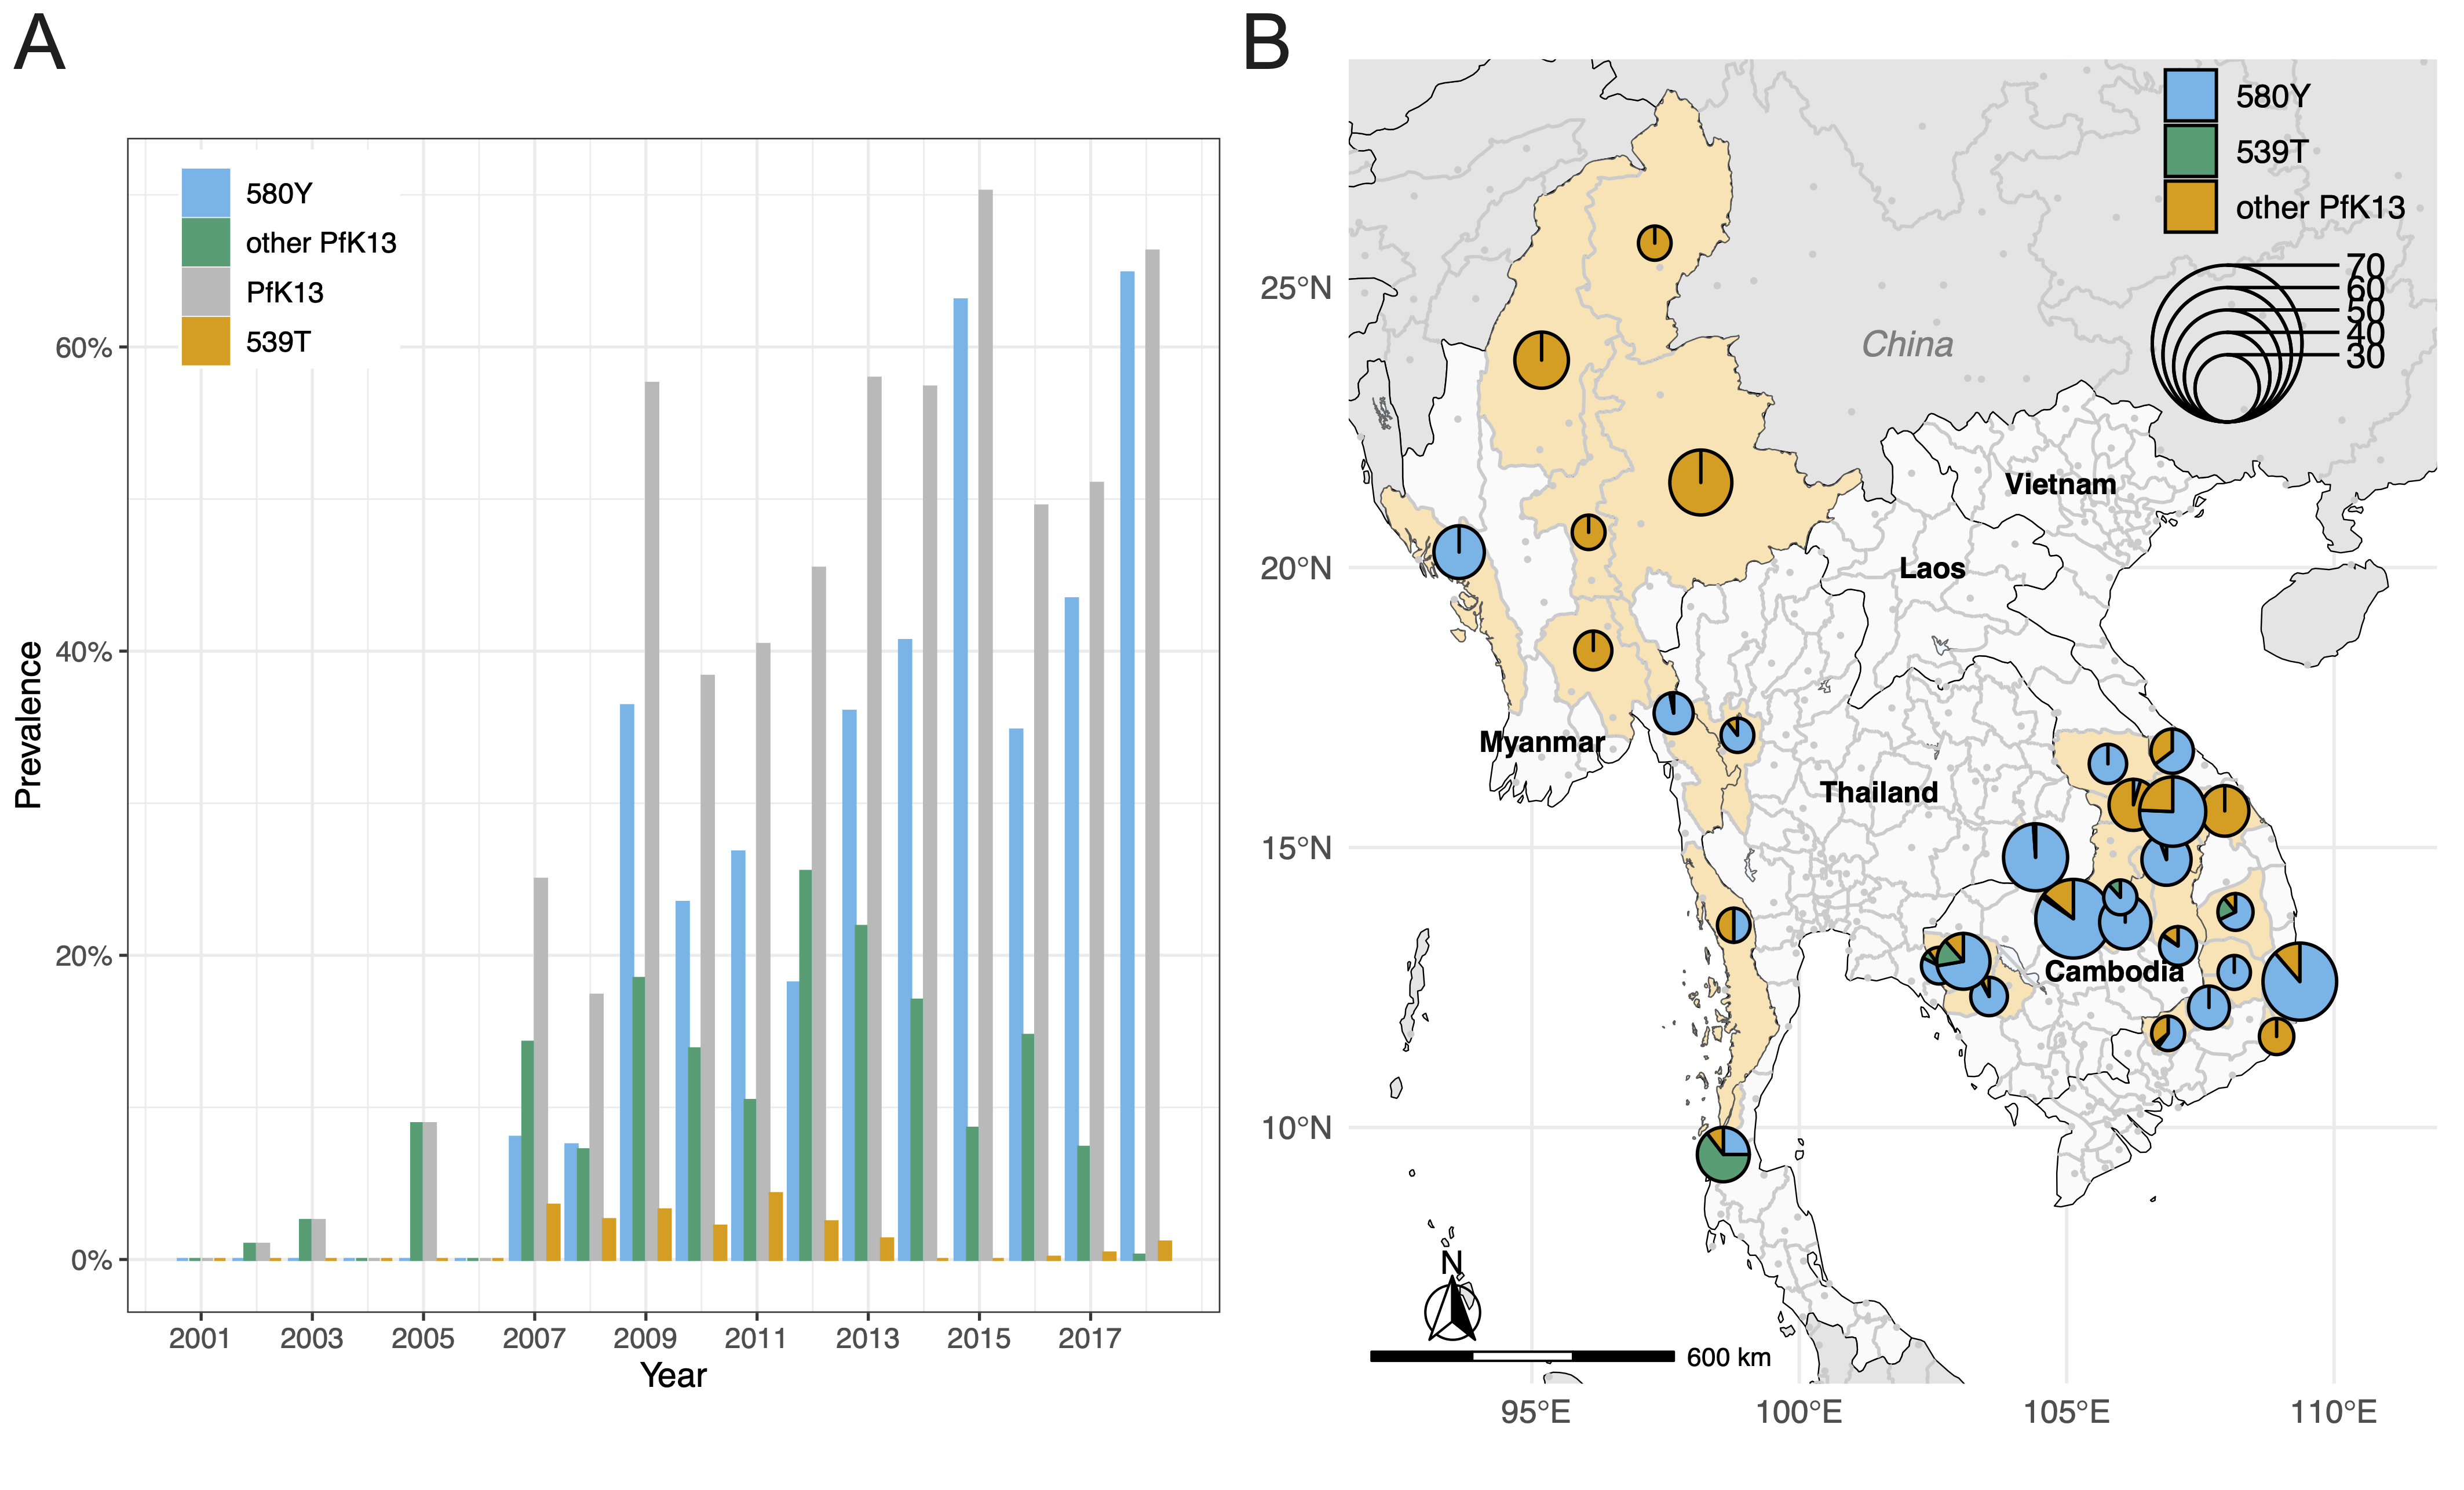 A
580Y
other PfK13
PfK13
539T
60%
40%
20%
0%
Prevalence
2001 2003 2005 2007 2009 2011 2013 2015 2017
Year
B
580Y
539T
other PfK13
70
60
50
40
30
25°N
20°N
15°N
10°N
China
Vietnam
Laos
Myanmar
Thailand
Cambodia
N
600 km
95°E 100°E 105°E 110°E